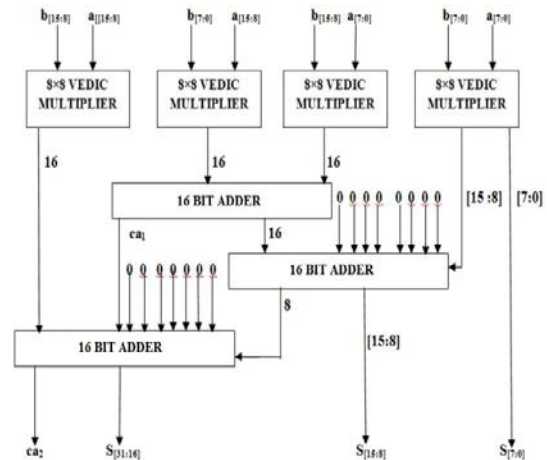 b[15:8] a[[15:8] b[7:0] a[15:8] b[15:8] a[7:0] b[7:0] a[7:0]
8×8 VEDIC MULTIPLIER
8×8 VEDIC MULTIPLIER
8×8 VEDIC MULTIPLIER
8×8 VEDIC MULTIPLIER
16 16 16
[15 :8] [7:0]
16 BIT ADDER
0 0 0 0 0 0 0 0
ca1 16
16 BIT ADDER
0 0 0 0 0 0 0
8
[15:8]
16 BIT ADDER
ca2 S[31:16] S[15:8] S[7:0]